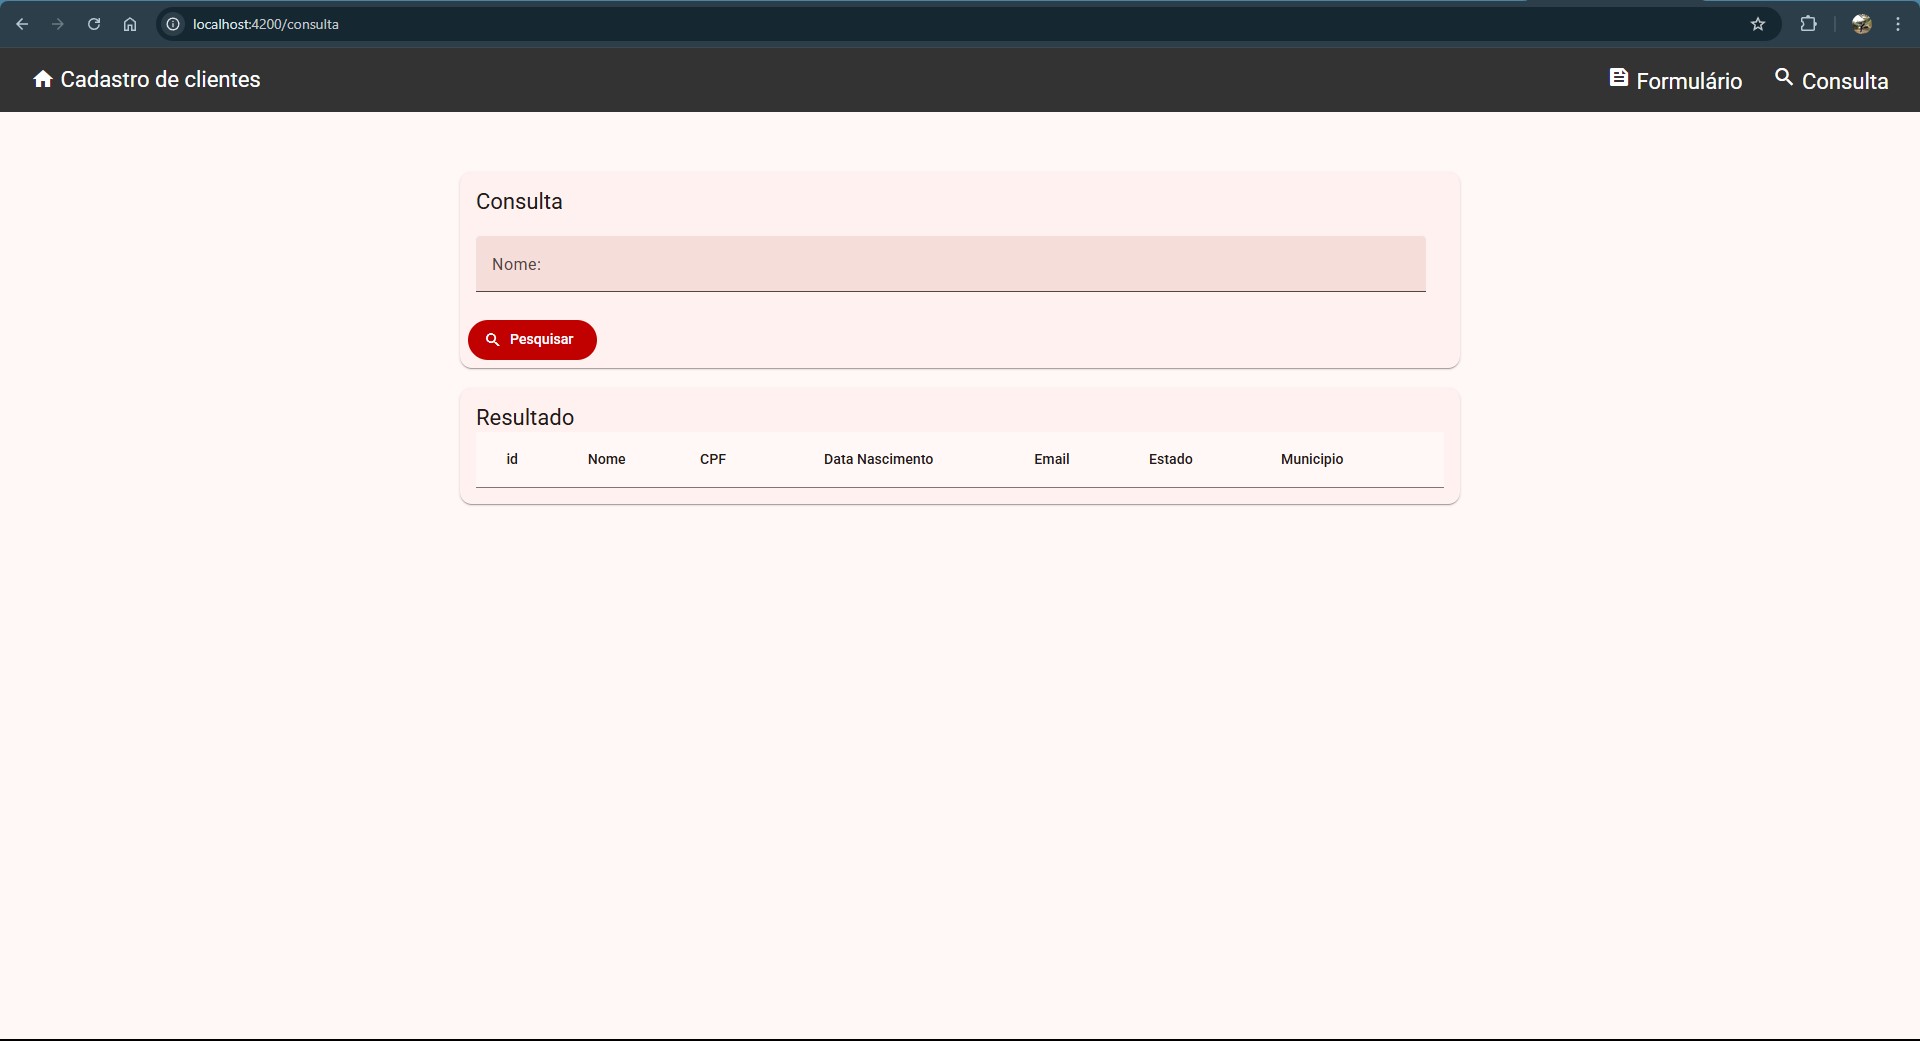 localhost:4200/consulta
Cadastro de clientes
Formulário
Consulta
Consulta
Nome:
Pesquisar
Resultado
id Nome CPF Data Nascimento Email Estado Municipio